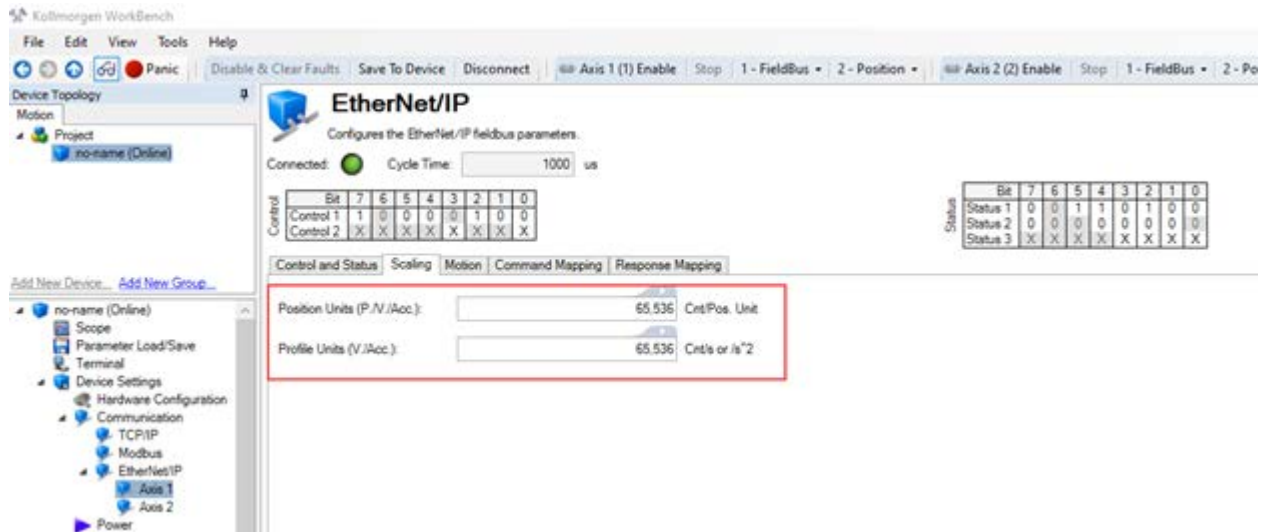 Kollmorgen WorkBench
File Edit View Tools Help
Panic Disable & Clear Faults Save To Device Disconnect Axis 1 (1) Enable Stop 1 - FieldBus 2 - Position Axis 2 (2) Enable Stop 1 - FieldBus 2 - Po
Device Topology
Motion
Project
no-name (Online)
Add New Device... Add New Group...
no-name (Online)
Scope
Parameter Load/Save
Terminal
Device Settings
Hardware Configuration
Communication
TCP/IP
Modbus
EtherNet/IP
Axis 1
Axis 2
Power
EtherNet/IP
Configures the EtherNet/IP fieldbus parameters.
Connected: Cycle Time: 1000 us
Control
Bit 7 6 5 4 3 2 1 0
Control 1 1 0 0 0 0 1 0 0
Control 2 X X X X X X X X
Status
Bit 7 6 5 4 3 2 1 0
Status 1 0 0 1 1 0 1 0 0
Status 2 0 0 0 0 0 0 0 0
Status 3 X X X X X X X X
Control and Status Scaling Motion Command Mapping Response Mapping
Position Units (P./V./Acc.): 65,536 Cnt/Pos. Unit
Profile Units (V./Acc.): 65,536 Cnt/s or /s^2